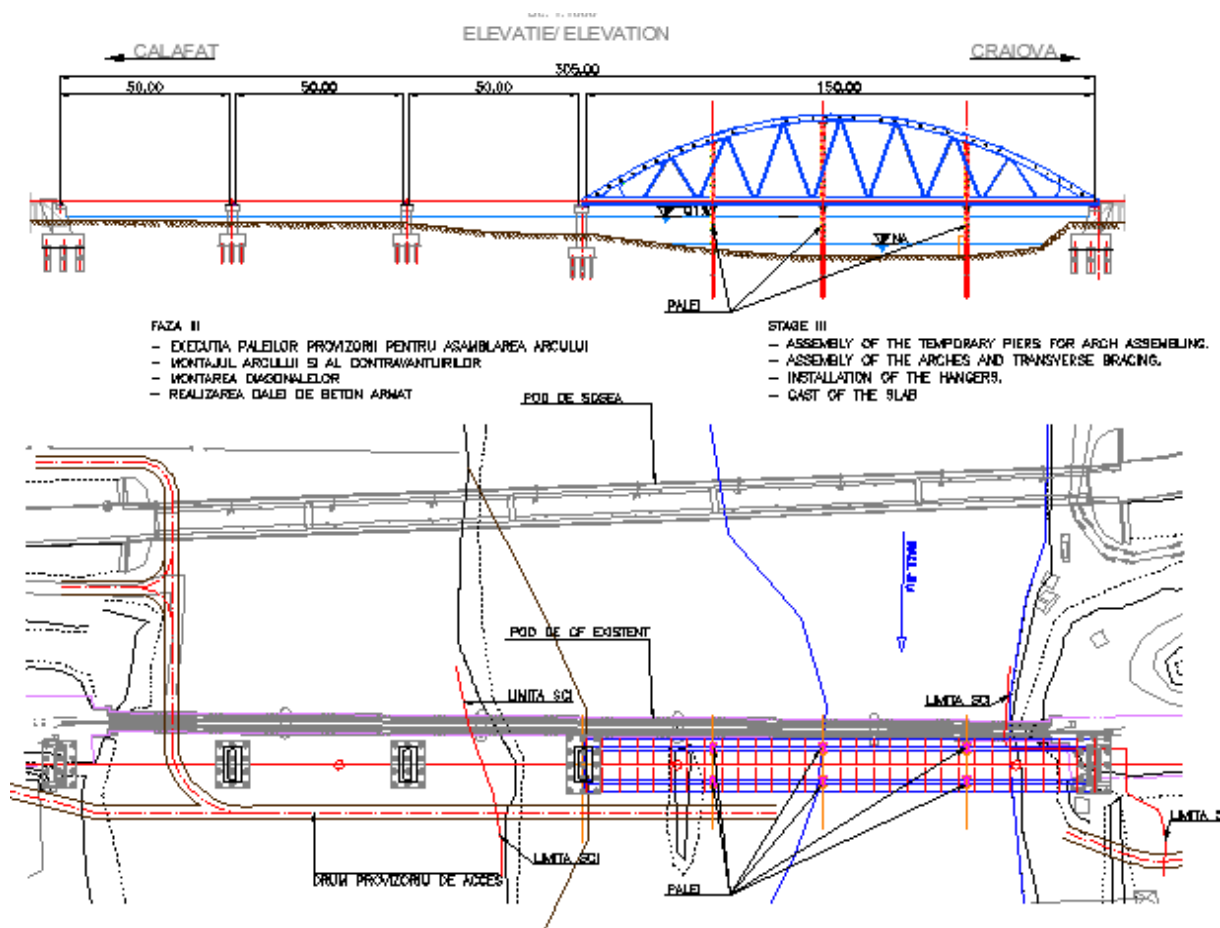 ELEVATIE/ ELEVATION
CALAFAT
CRAIOVA
305.00
50.00
50.00
50.00
150.00
Q1%
NA
PALEI
FAZA III
- EXECUTIA PALEILOR PROVIZORII PENTRU ASAMBLAREA ARCULUI
- MONTAJUL ARCULUI SI AL CONTRAVANTUIRILOR
- MONTAREA DIAGONALELOR
- REALIZAREA DALEI DE BETON ARMAT
STAGE III
- ASSEMBLY OF THE TEMPORARY PIERS FOR ARCH ASSEMBLING.
- ASSEMBLY OF THE ARCHES AND TRANSVERSE BRACING.
- INSTALLATION OF THE HANGERS.
- CAST OF THE SLAB
POD DE SOSEA
POD DE CF EXISTENT
LIMITA SCI
LIMITA SCI
LIMITA S
LIMITA SCI
DRUM PROVIZORIU DE ACCES
PALEI